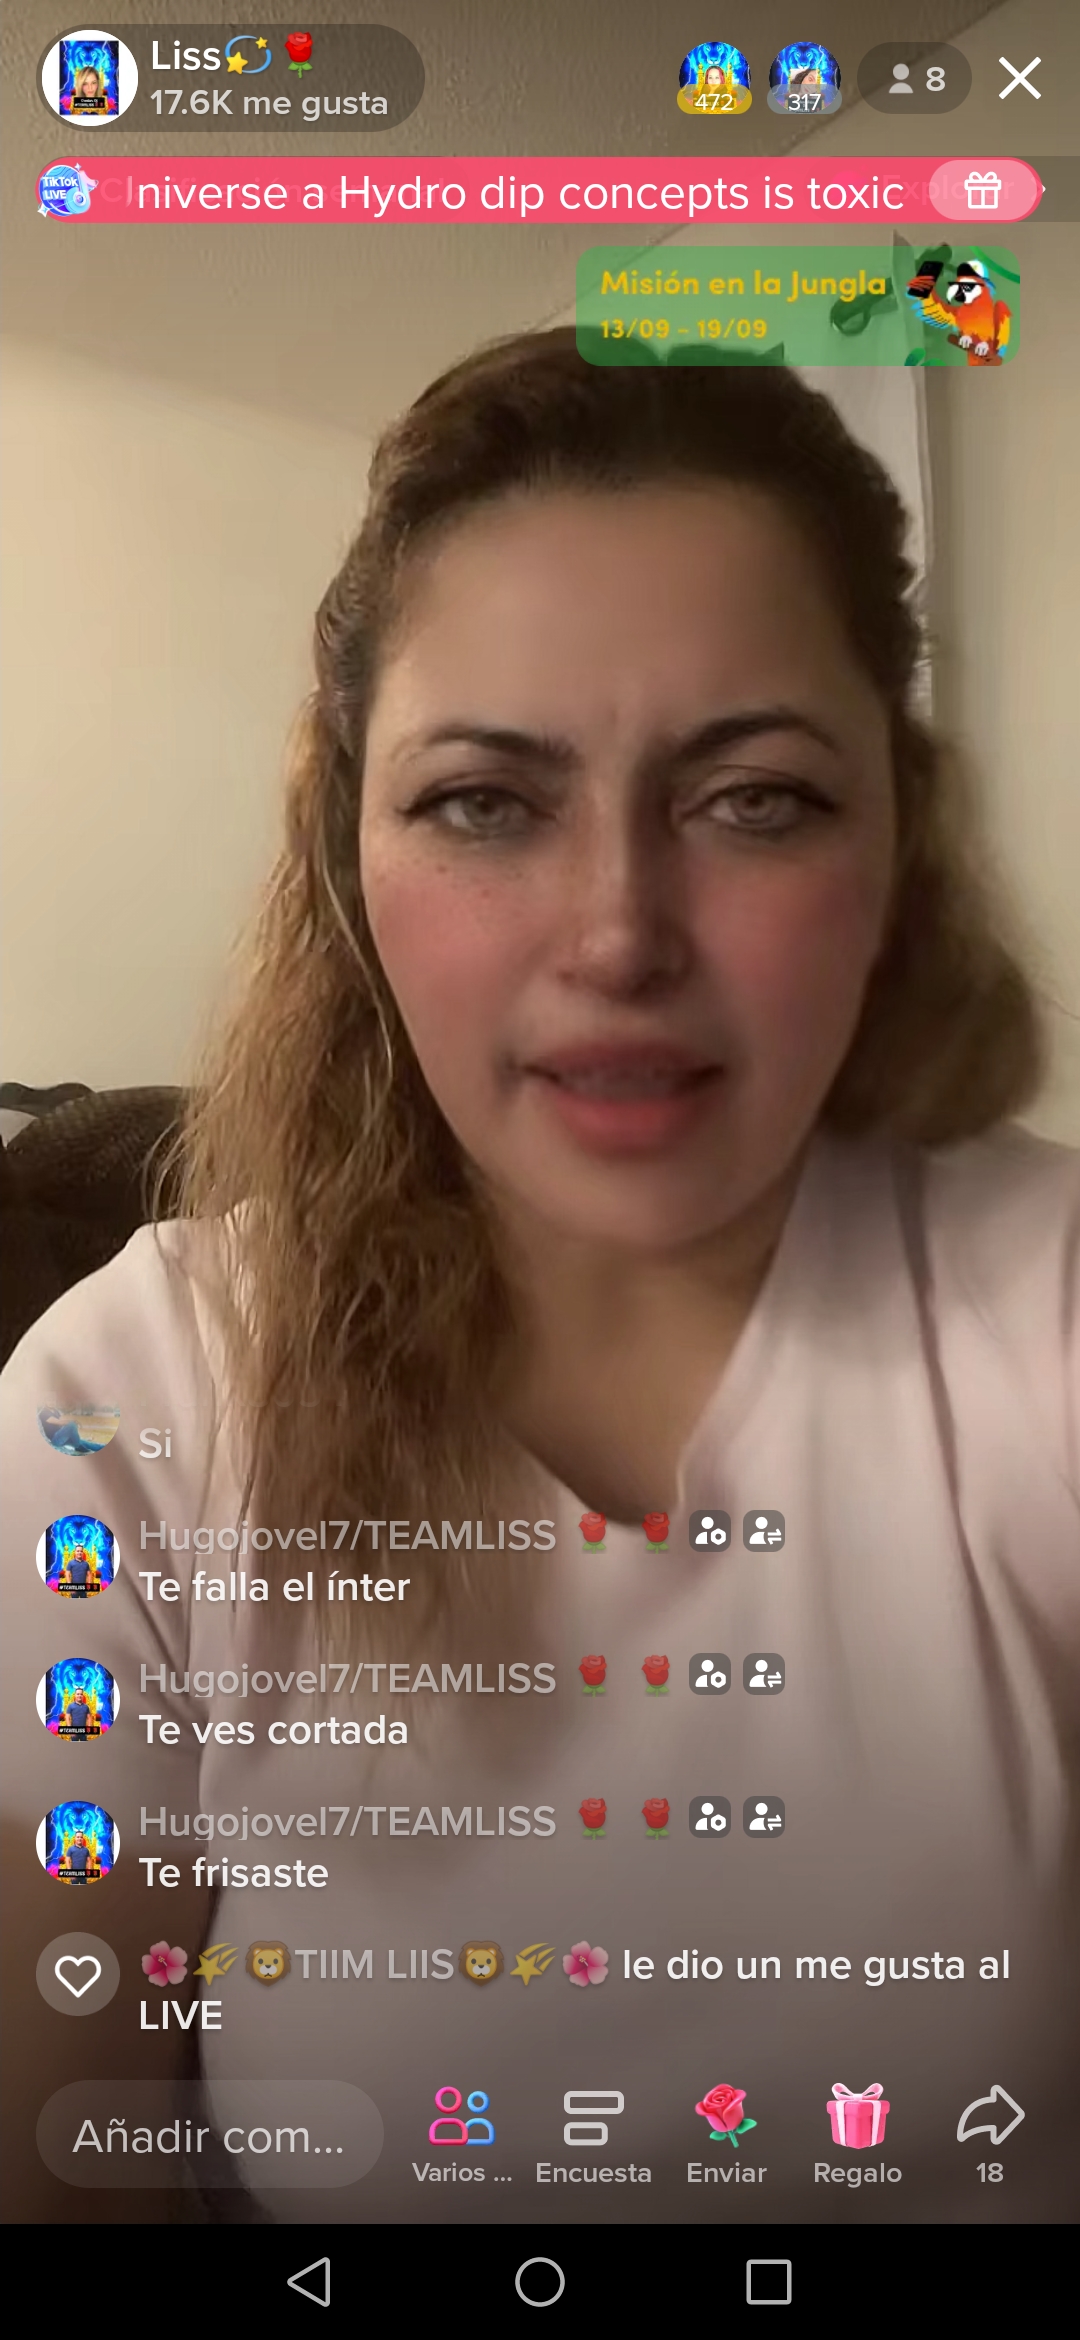 Liss💫🌹
17.6K me gusta
472
317
8
TikTok
LIVE
niverse a Hydro dip concepts is toxic
Misión en la Jungla
13/09 - 19/09
Si
Hugojovel7/TEAMLISS 🌹 🌹
Te falla el ínter
Hugojovel7/TEAMLISS 🌹 🌹
Te ves cortada
Hugojovel7/TEAMLISS 🌹 🌹
Te frisaste
🌺🌠🦁TIIM LIIS🦁🌠🌺 le dio un me gusta al
LIVE
Añadir com...
Varios ...
Encuesta
Enviar
Regalo
18